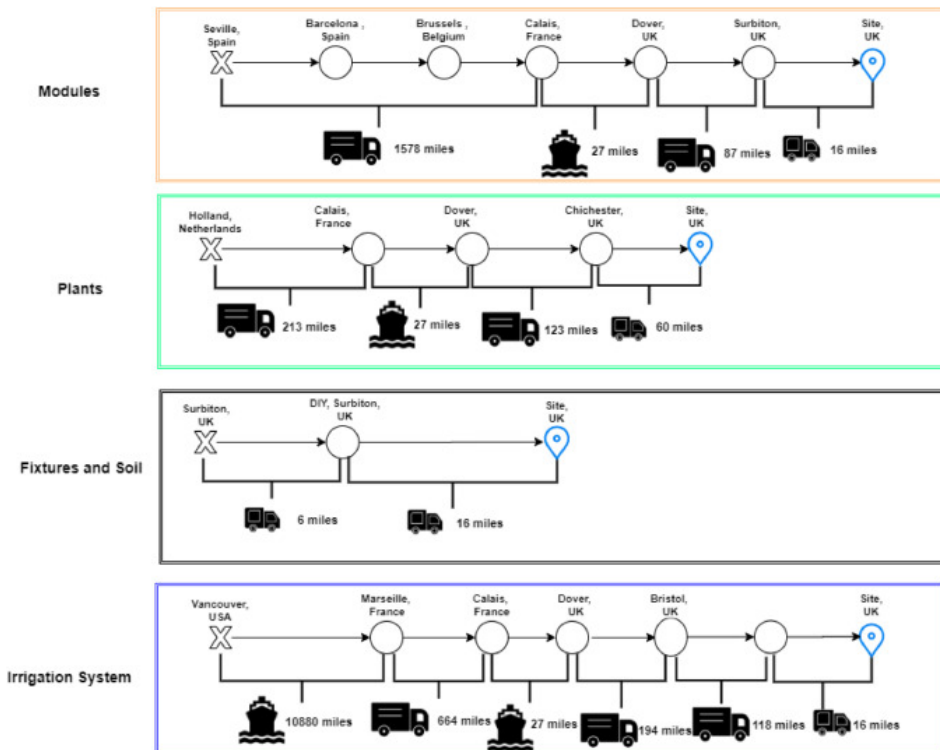 Modules
Seville,
Spain
Barcelona ,
Spain
Brussels ,
Belgium
Calais,
France
Dover,
UK
Surbiton,
UK
Site,
UK
1578 miles
27 miles
87 miles
16 miles
Plants
Holland,
Netherlands
Calais,
France
Dover,
UK
Chichester,
UK
Site,
UK
213 miles
27 miles
123 miles
60 miles
Fixtures and Soil
Surbiton,
UK
DIY, Surbiton,
UK
Site,
UK
6 miles
16 miles
Irrigation System
Vancouver,
USA
Marseille,
France
Calais,
France
Dover,
UK
Bristol,
UK
Site,
UK
10880 miles
664 miles
27 miles
194 miles
118 miles
16 miles